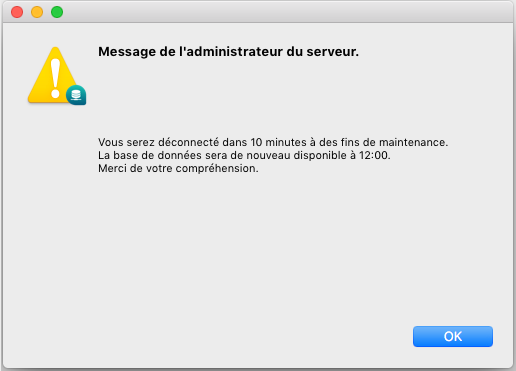 Message de l'administrateur du serveur.
Vous serez déconnecté dans 10 minutes à des fins de maintenance.
La base de données sera de nouveau disponible à 12:00.
Merci de votre compréhension.
OK